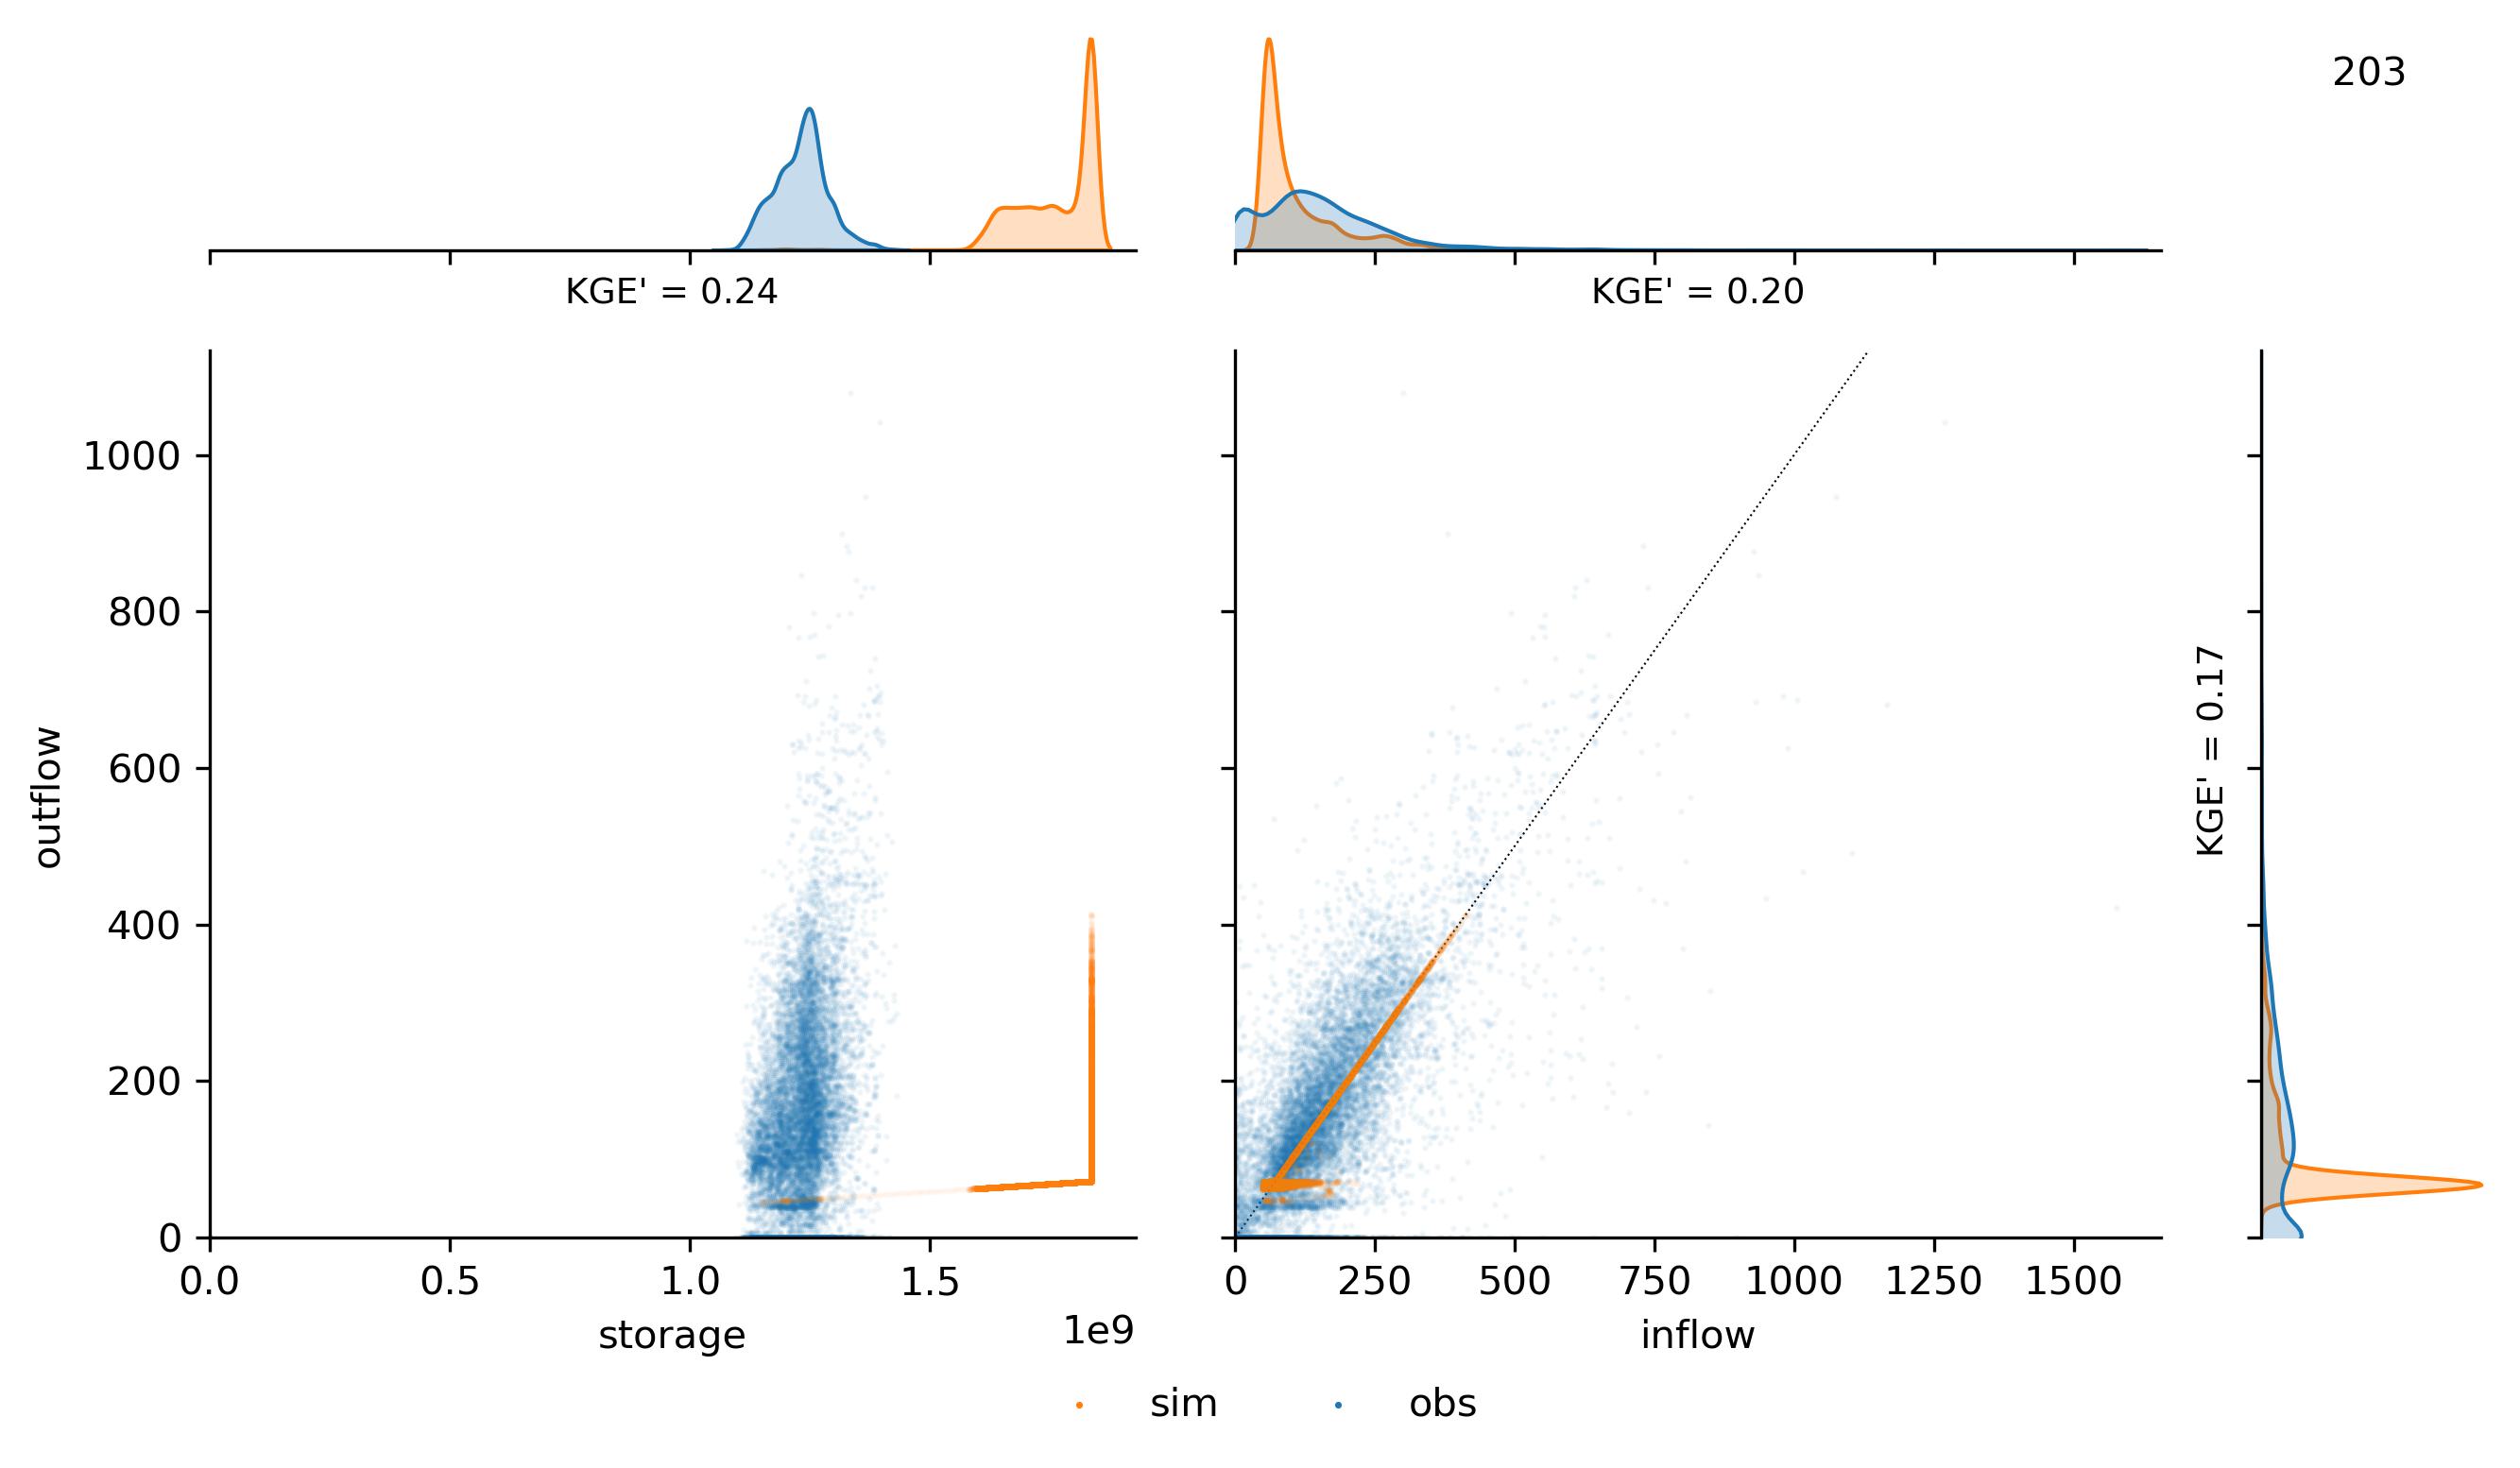 203
KGE' = 0.24
KGE' = 0.20
outflow
1000
800
600
400
200
0
KGE' = 0.17
0.0 0.5 1.0 1.5
0 250 500 750 1000 1250 1500
storage
1e9
inflow
sim
obs